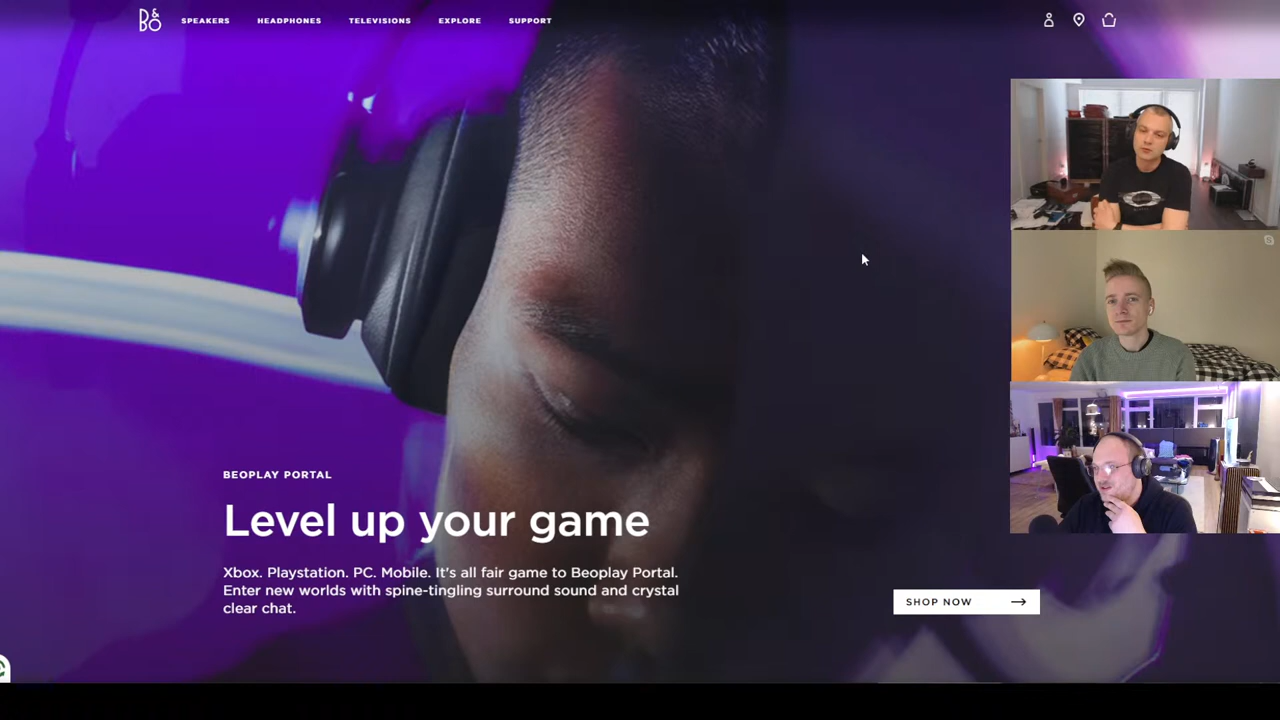 B&O
SPEAKERS
HEADPHONES
TELEVISIONS
EXPLORE
SUPPORT
BEOPLAY PORTAL
Level up your game
Xbox. Playstation. PC. Mobile. It's all fair game to Beoplay Portal.
Enter new worlds with spine-tingling surround sound and crystal
clear chat.
SHOP NOW